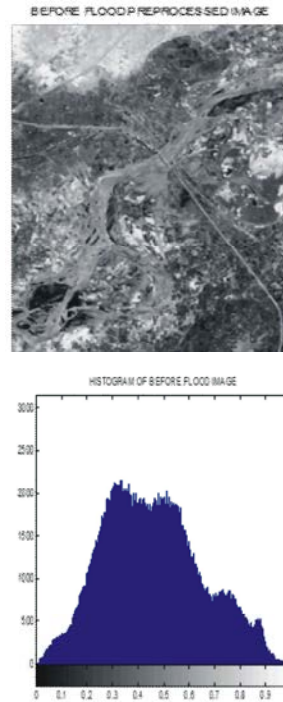 BEFORE FLOOD PREPROCESSED IMAGE
HISTOGRAM OF BEFORE FLOOD IMAGE
3000
2500
2000
1500
1000
500
0
0 0.1 0.2 0.3 0.4 0.5 0.6 0.7 0.8 0.9